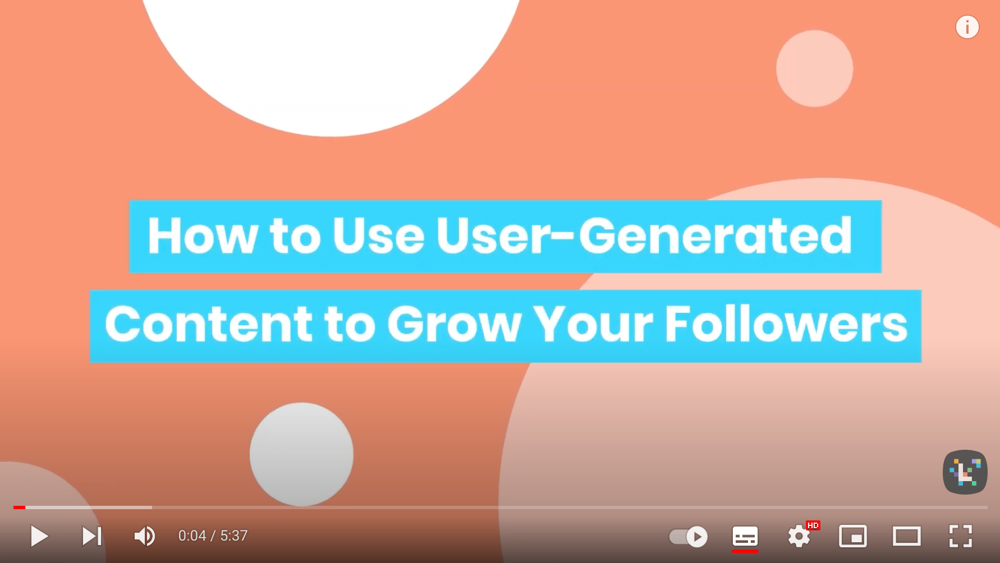 How to Use User-Generated
Content to Grow Your Followers
0:04 / 5:37
HD